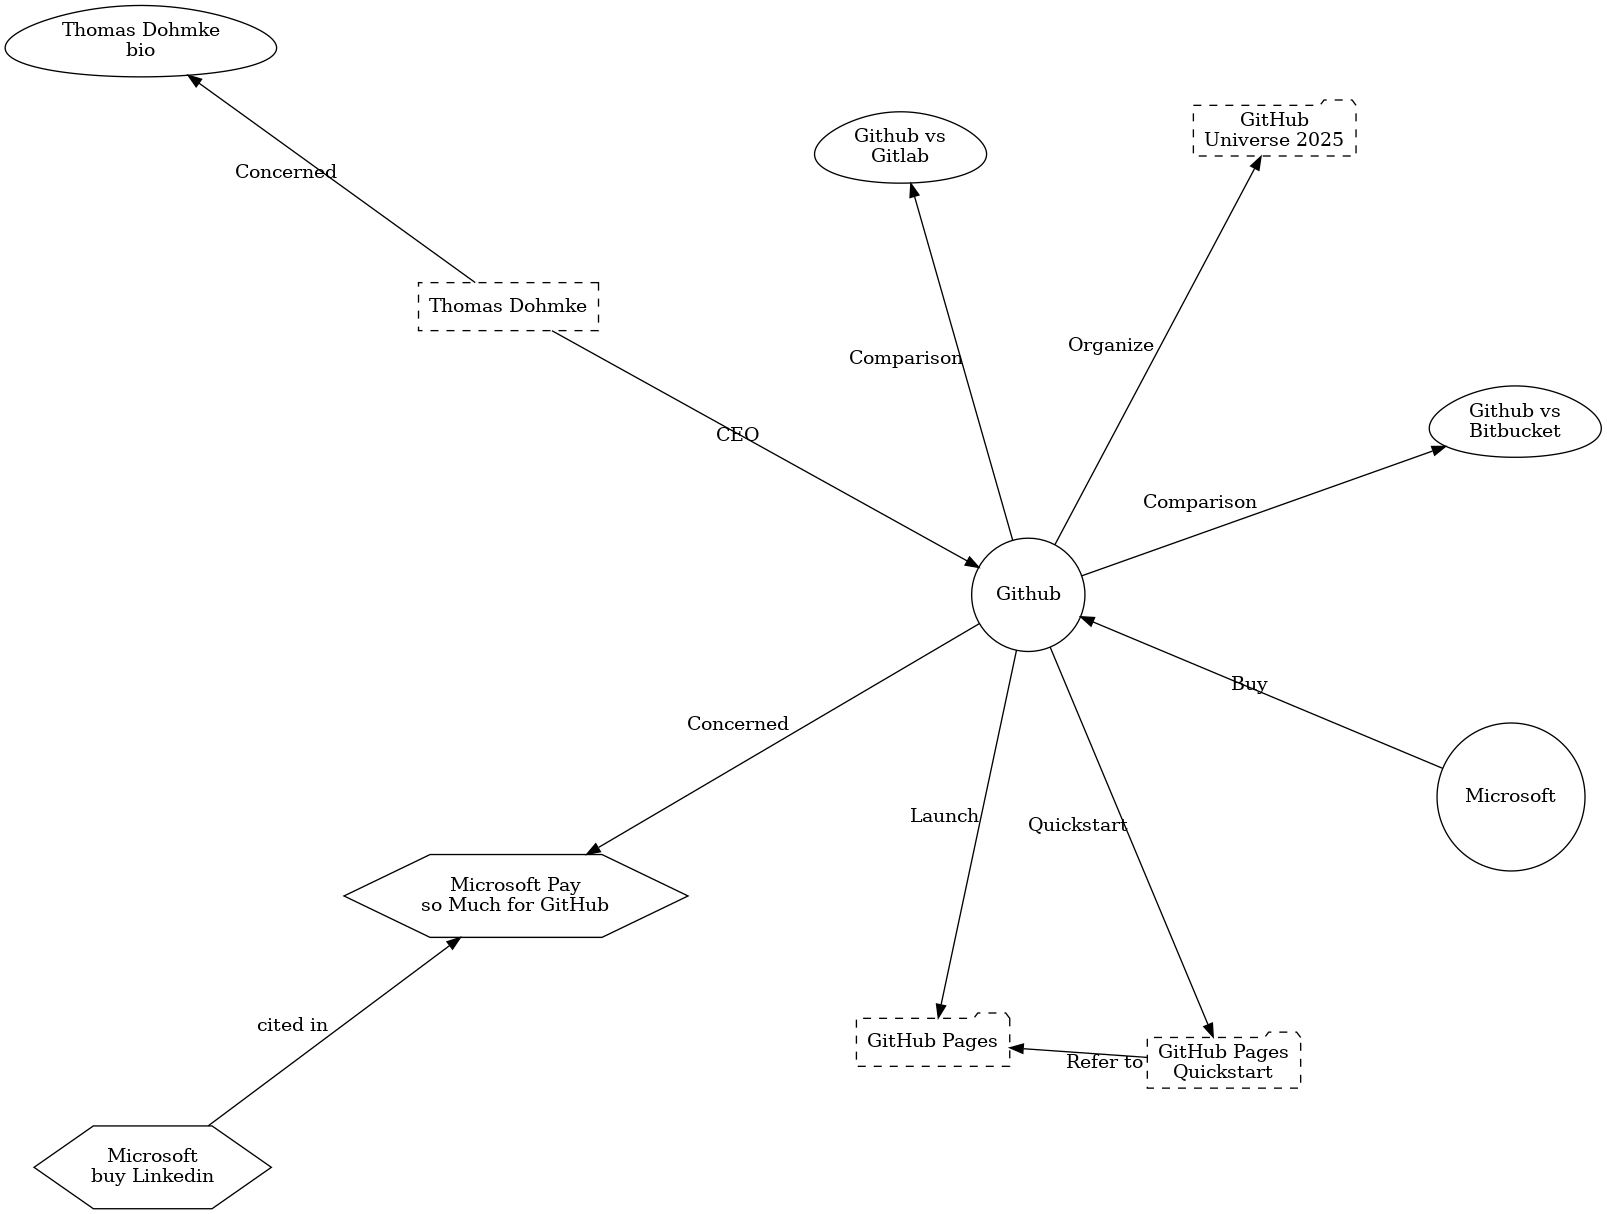 Thomas Dohmke
bio
Github vs
Gitlab
GitHub
Universe 2025
Concerned
Thomas Dohmke
Organize
Comparison
Github vs
Bitbucket
CEO
Comparison
Github
Buy
Concerned
Microsoft
Launch
Quickstart
Microsoft Pay
so Much for GitHub
cited in
GitHub Pages
Refer to
GitHub Pages
Quickstart
Microsoft
buy Linkedin